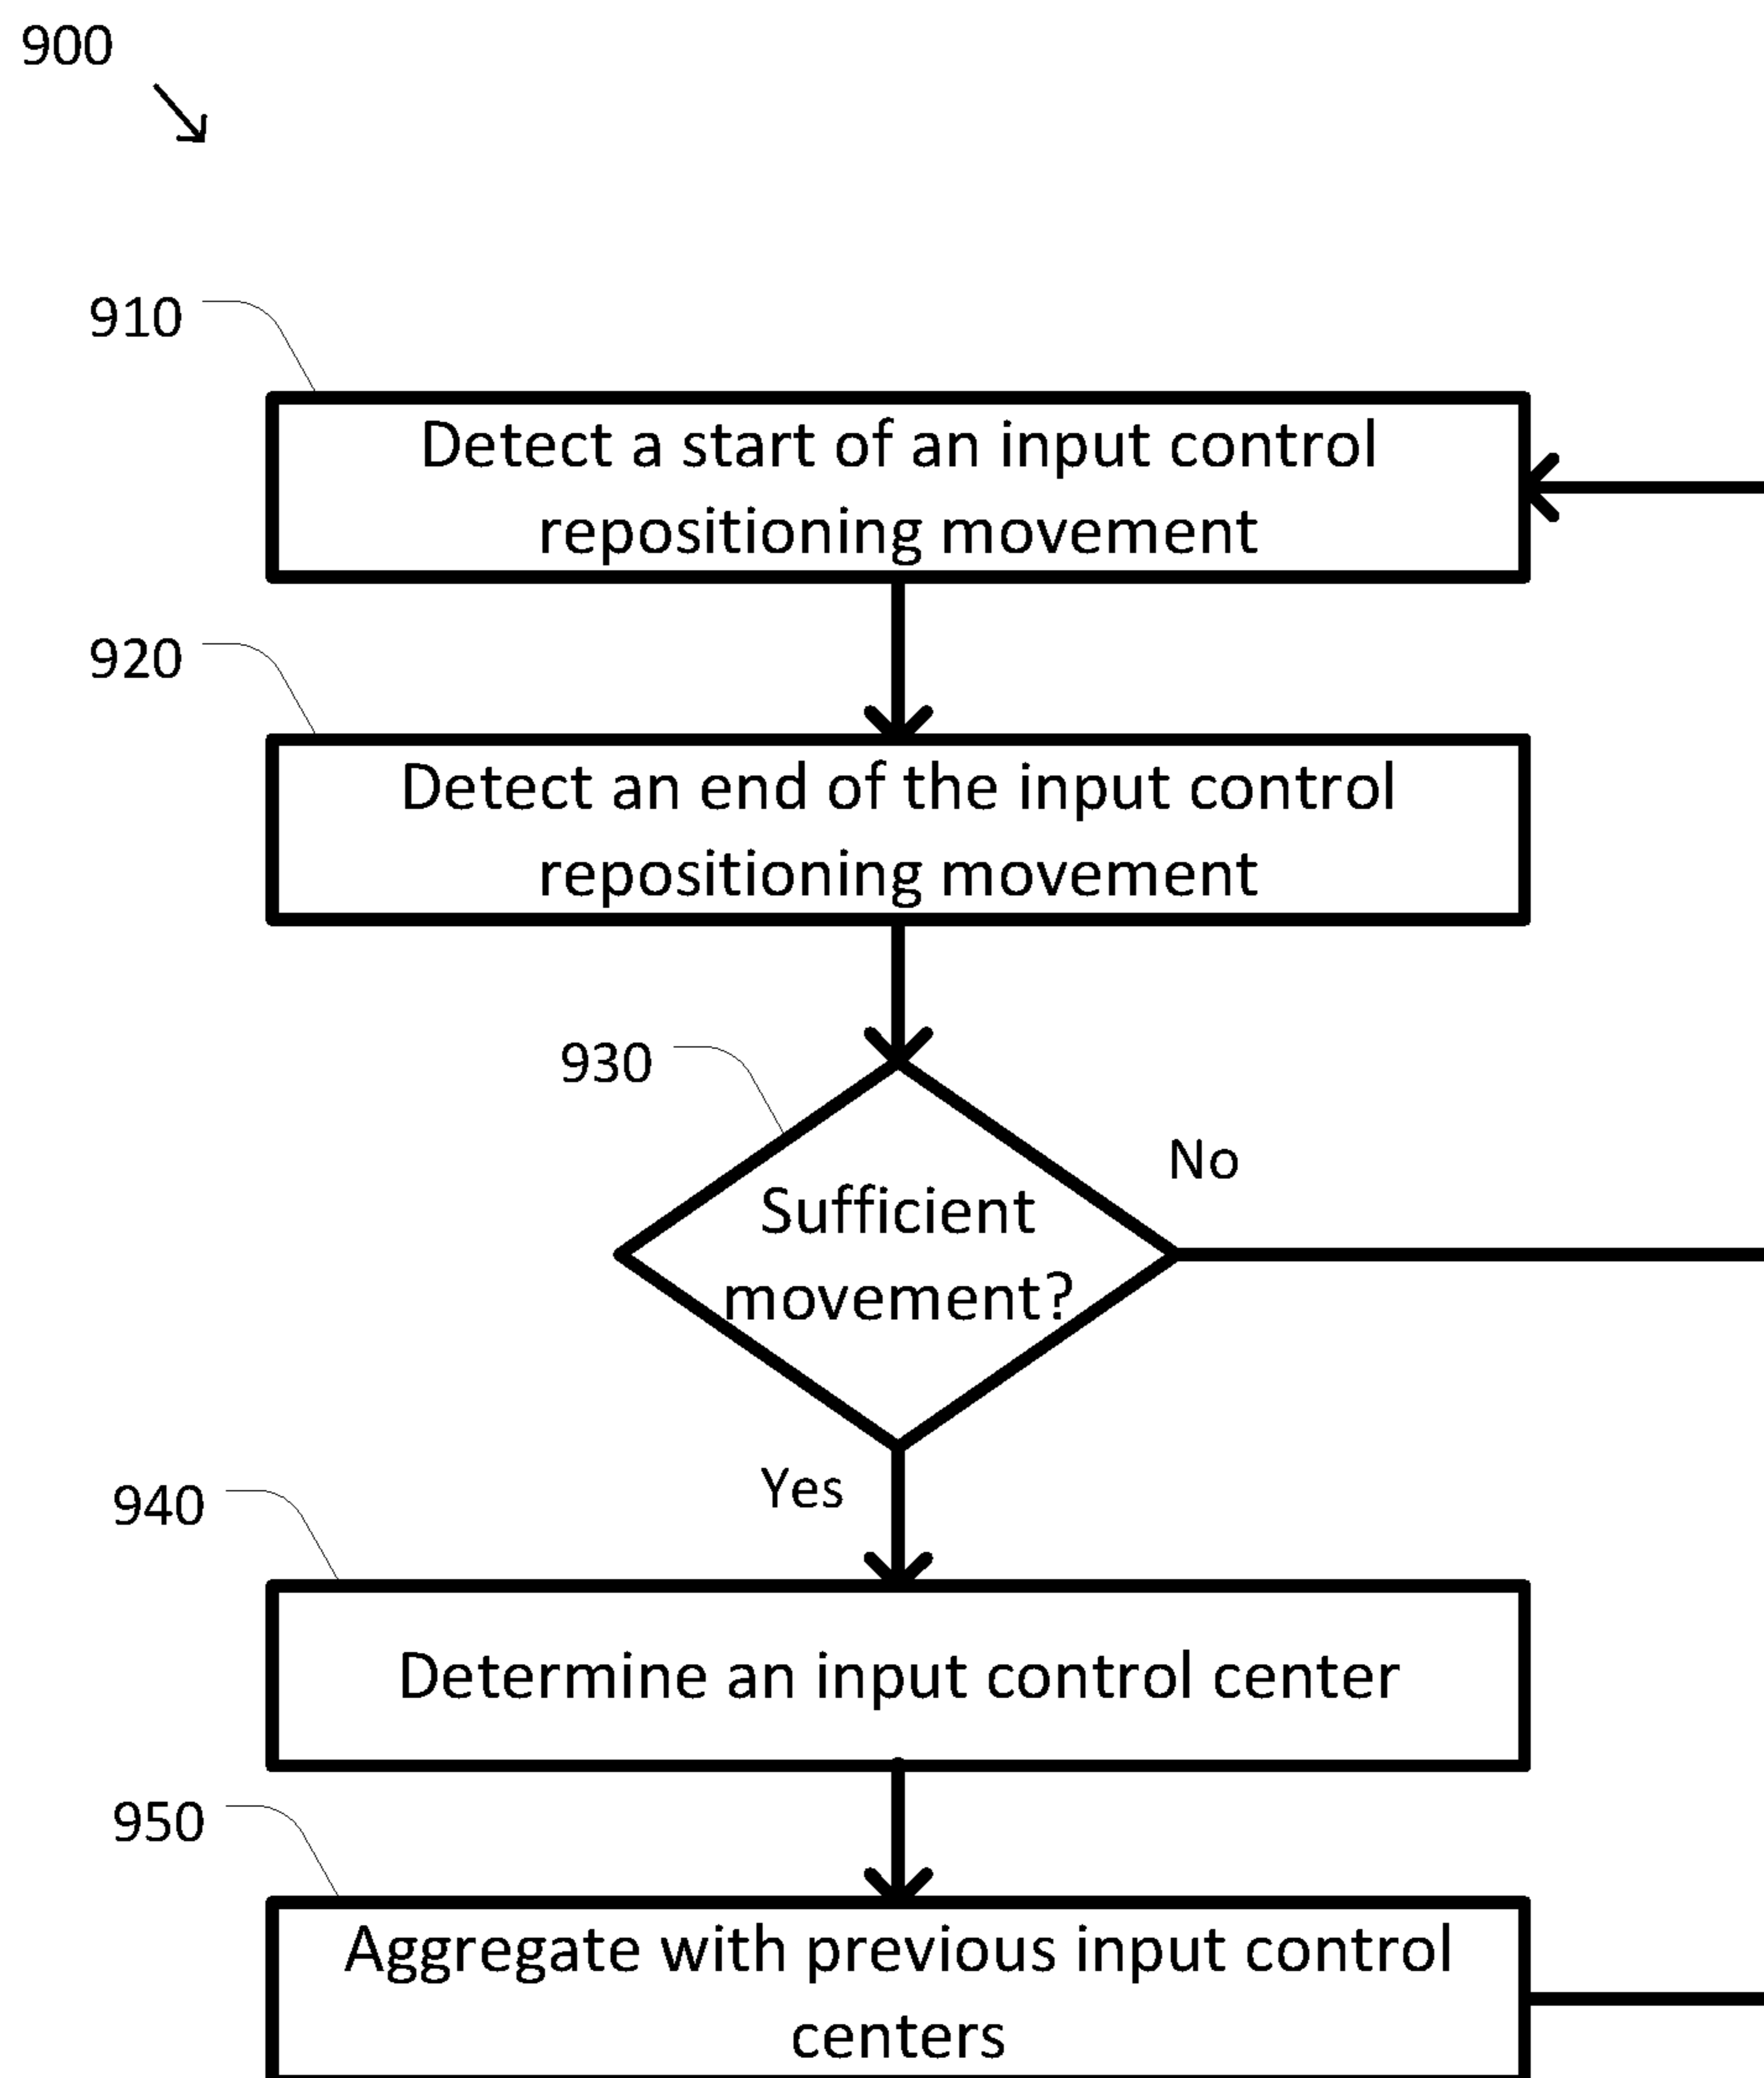 900
910
Detect a start of an input control
repositioning movement
920
Detect an end of the input control
repositioning movement
930
No
Sufficient
movement?
Yes
940
Determine an input control center
950
Aggregate with previous input control
centers